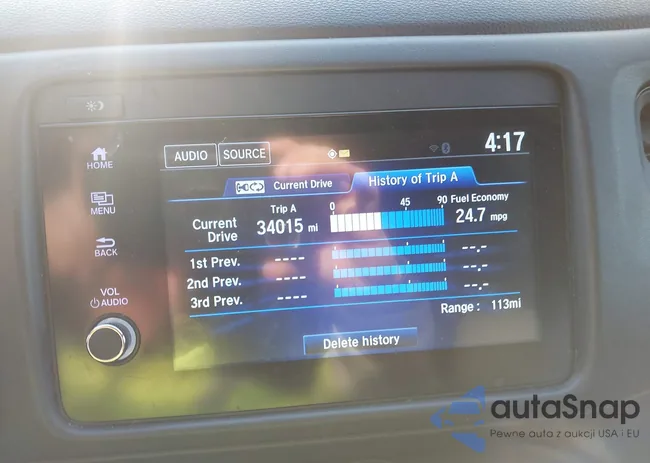 4:17
AUDIO SOURCE
HOME
Current Drive History of Trip A
MENU
Trip A 0 45 90 Fuel Economy
Current
Drive 34015 mi 24.7 mpg
BACK
1st Prev. ---- --.-
2nd Prev. ---- --.-
3rd Prev. ---- --.-
VOL
AUDIO
Range : 113mi
Delete history
autaSnap
Pewne auta z aukcji USA i EU